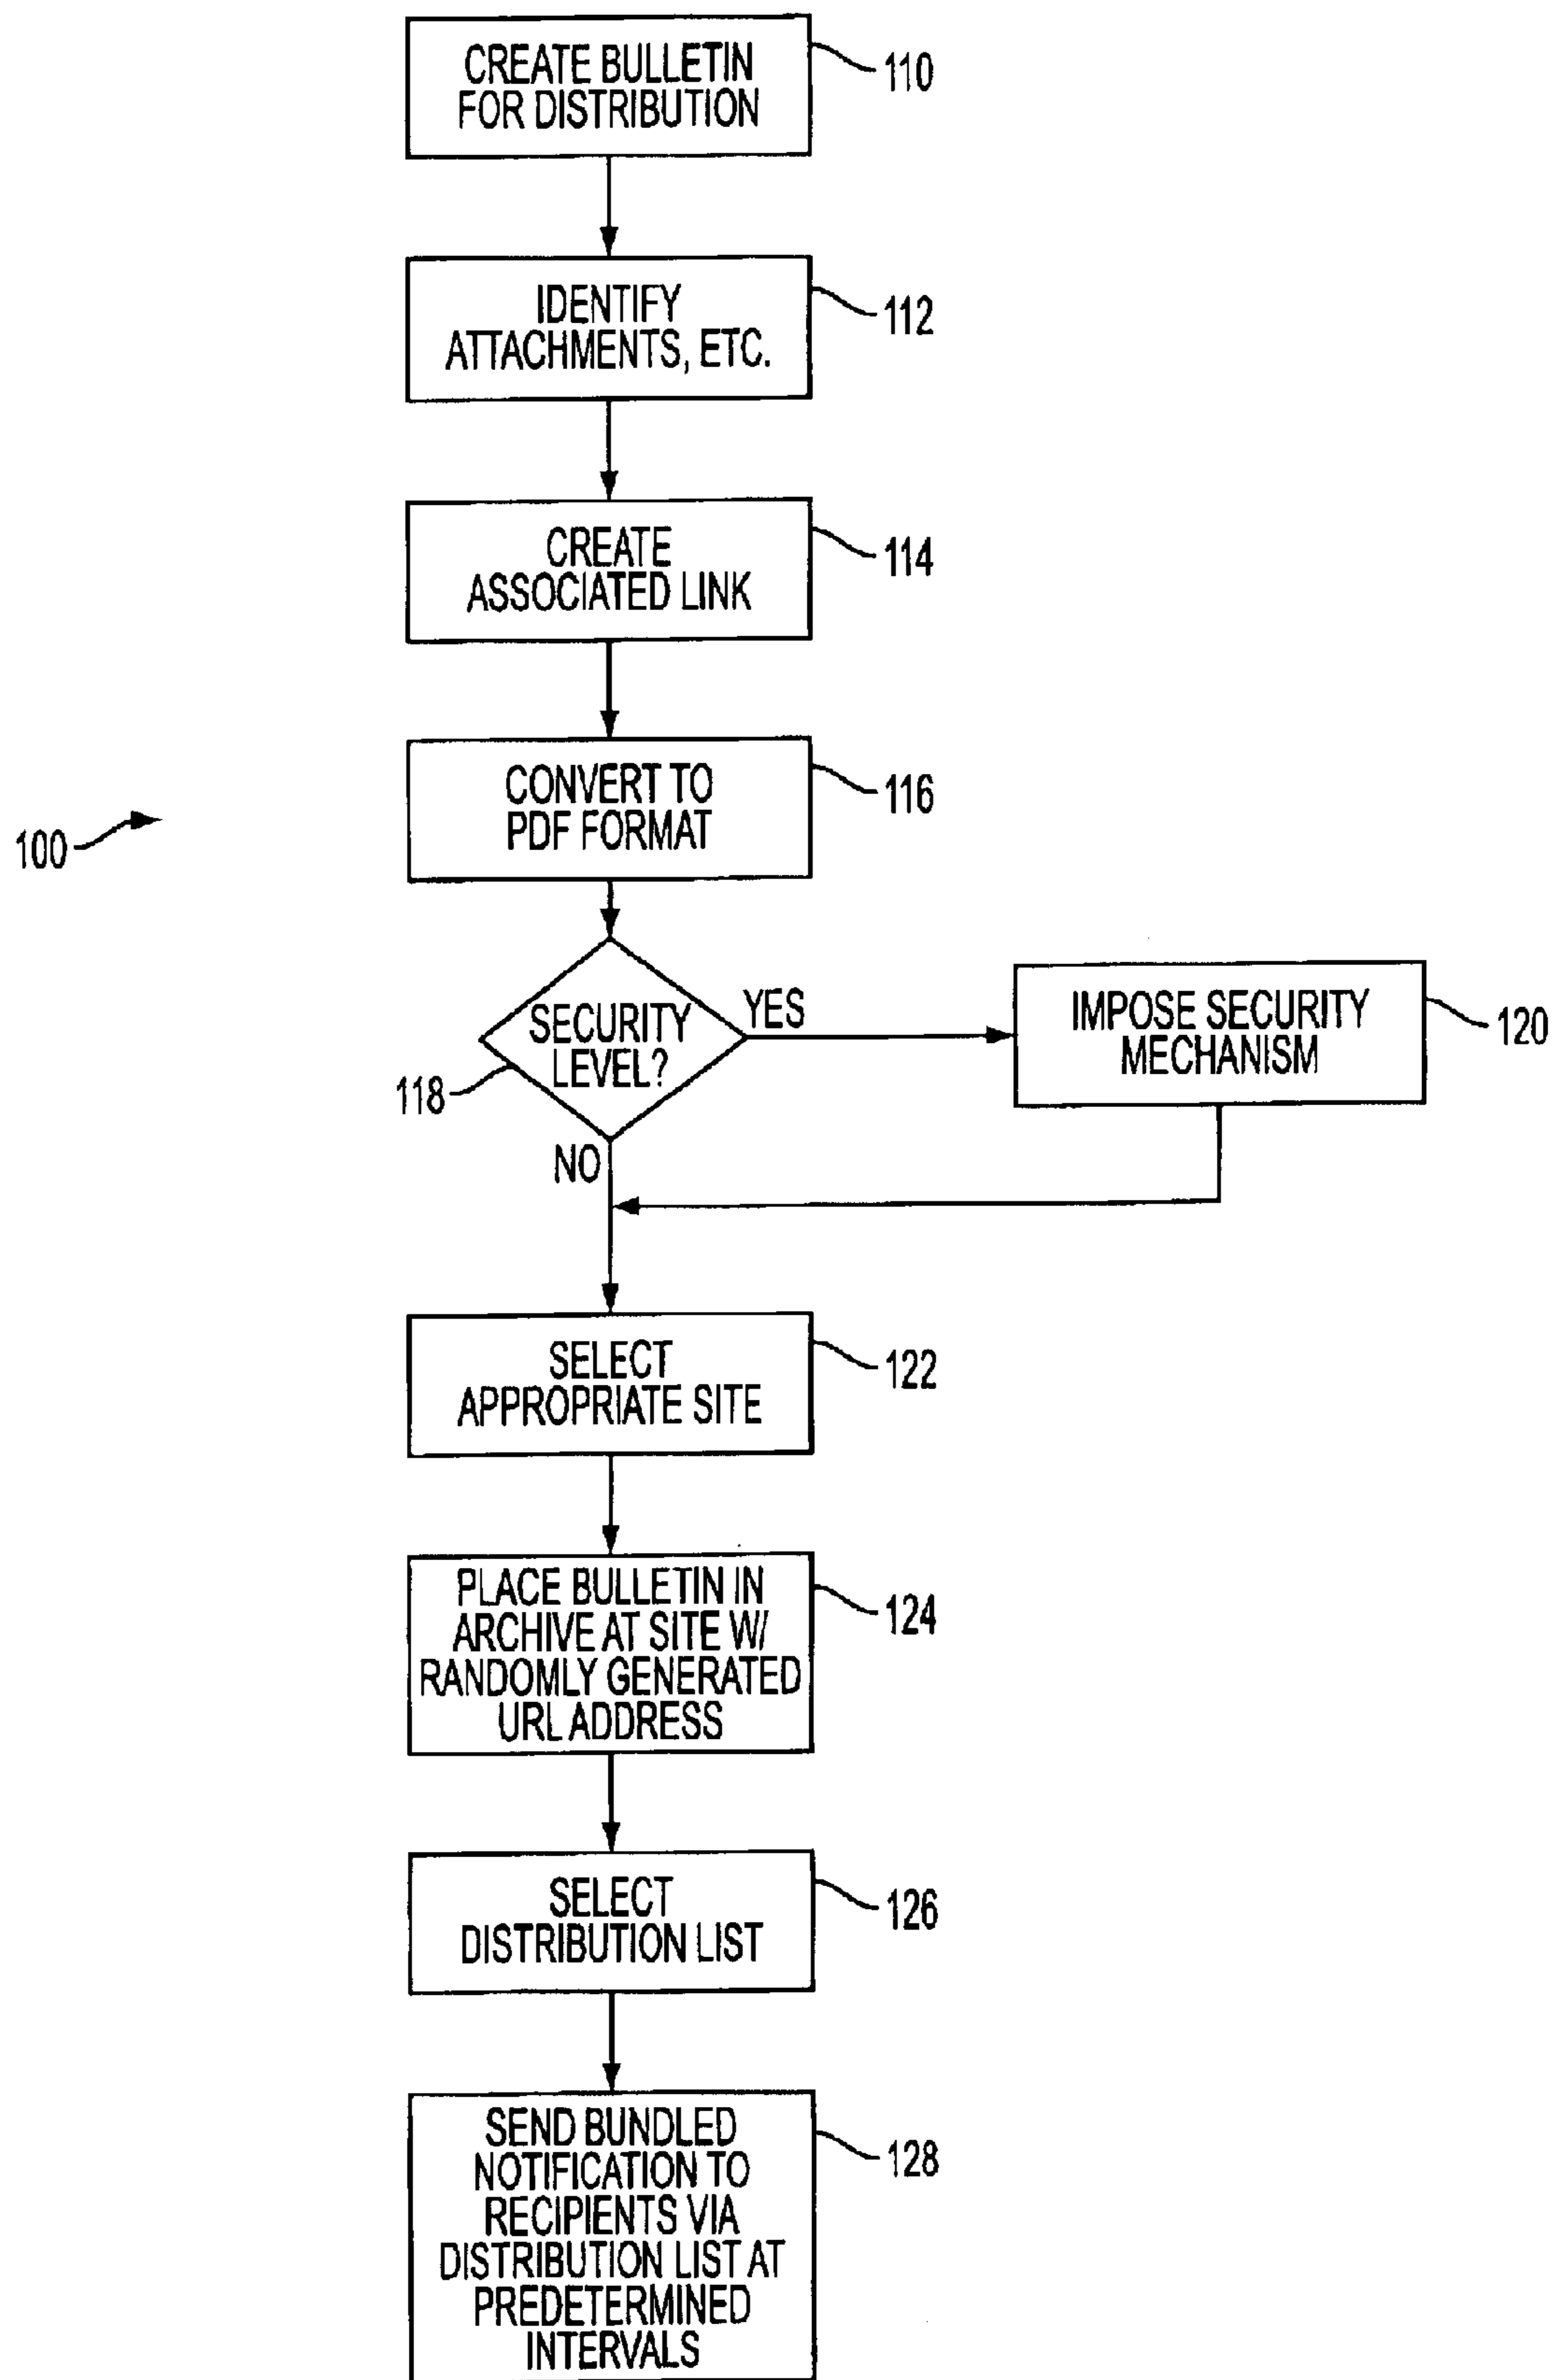 CREATE BULLETIN
FOR DISTRIBUTION
110
IDENTIFY
ATTACHMENTS, ETC.
112
CREATE
ASSOCIATED LINK
114
CONVERT TO
PDF FORMAT
116
100
SECURITY
LEVEL?
118
YES
IMPOSE SECURITY
MECHANISM
120
NO
SELECT
APPROPRIATE SITE
122
PLACE BULLETIN IN
ARCHIVE AT SITE W/
RANDOMLY GENERATED
URL ADDRESS
124
SELECT
DISTRIBUTION LIST
126
SEND BUNDLED
NOTIFICATION TO
RECIPIENTS VIA
DISTRIBUTION LIST AT
PREDETERMINED
INTERVALS
128